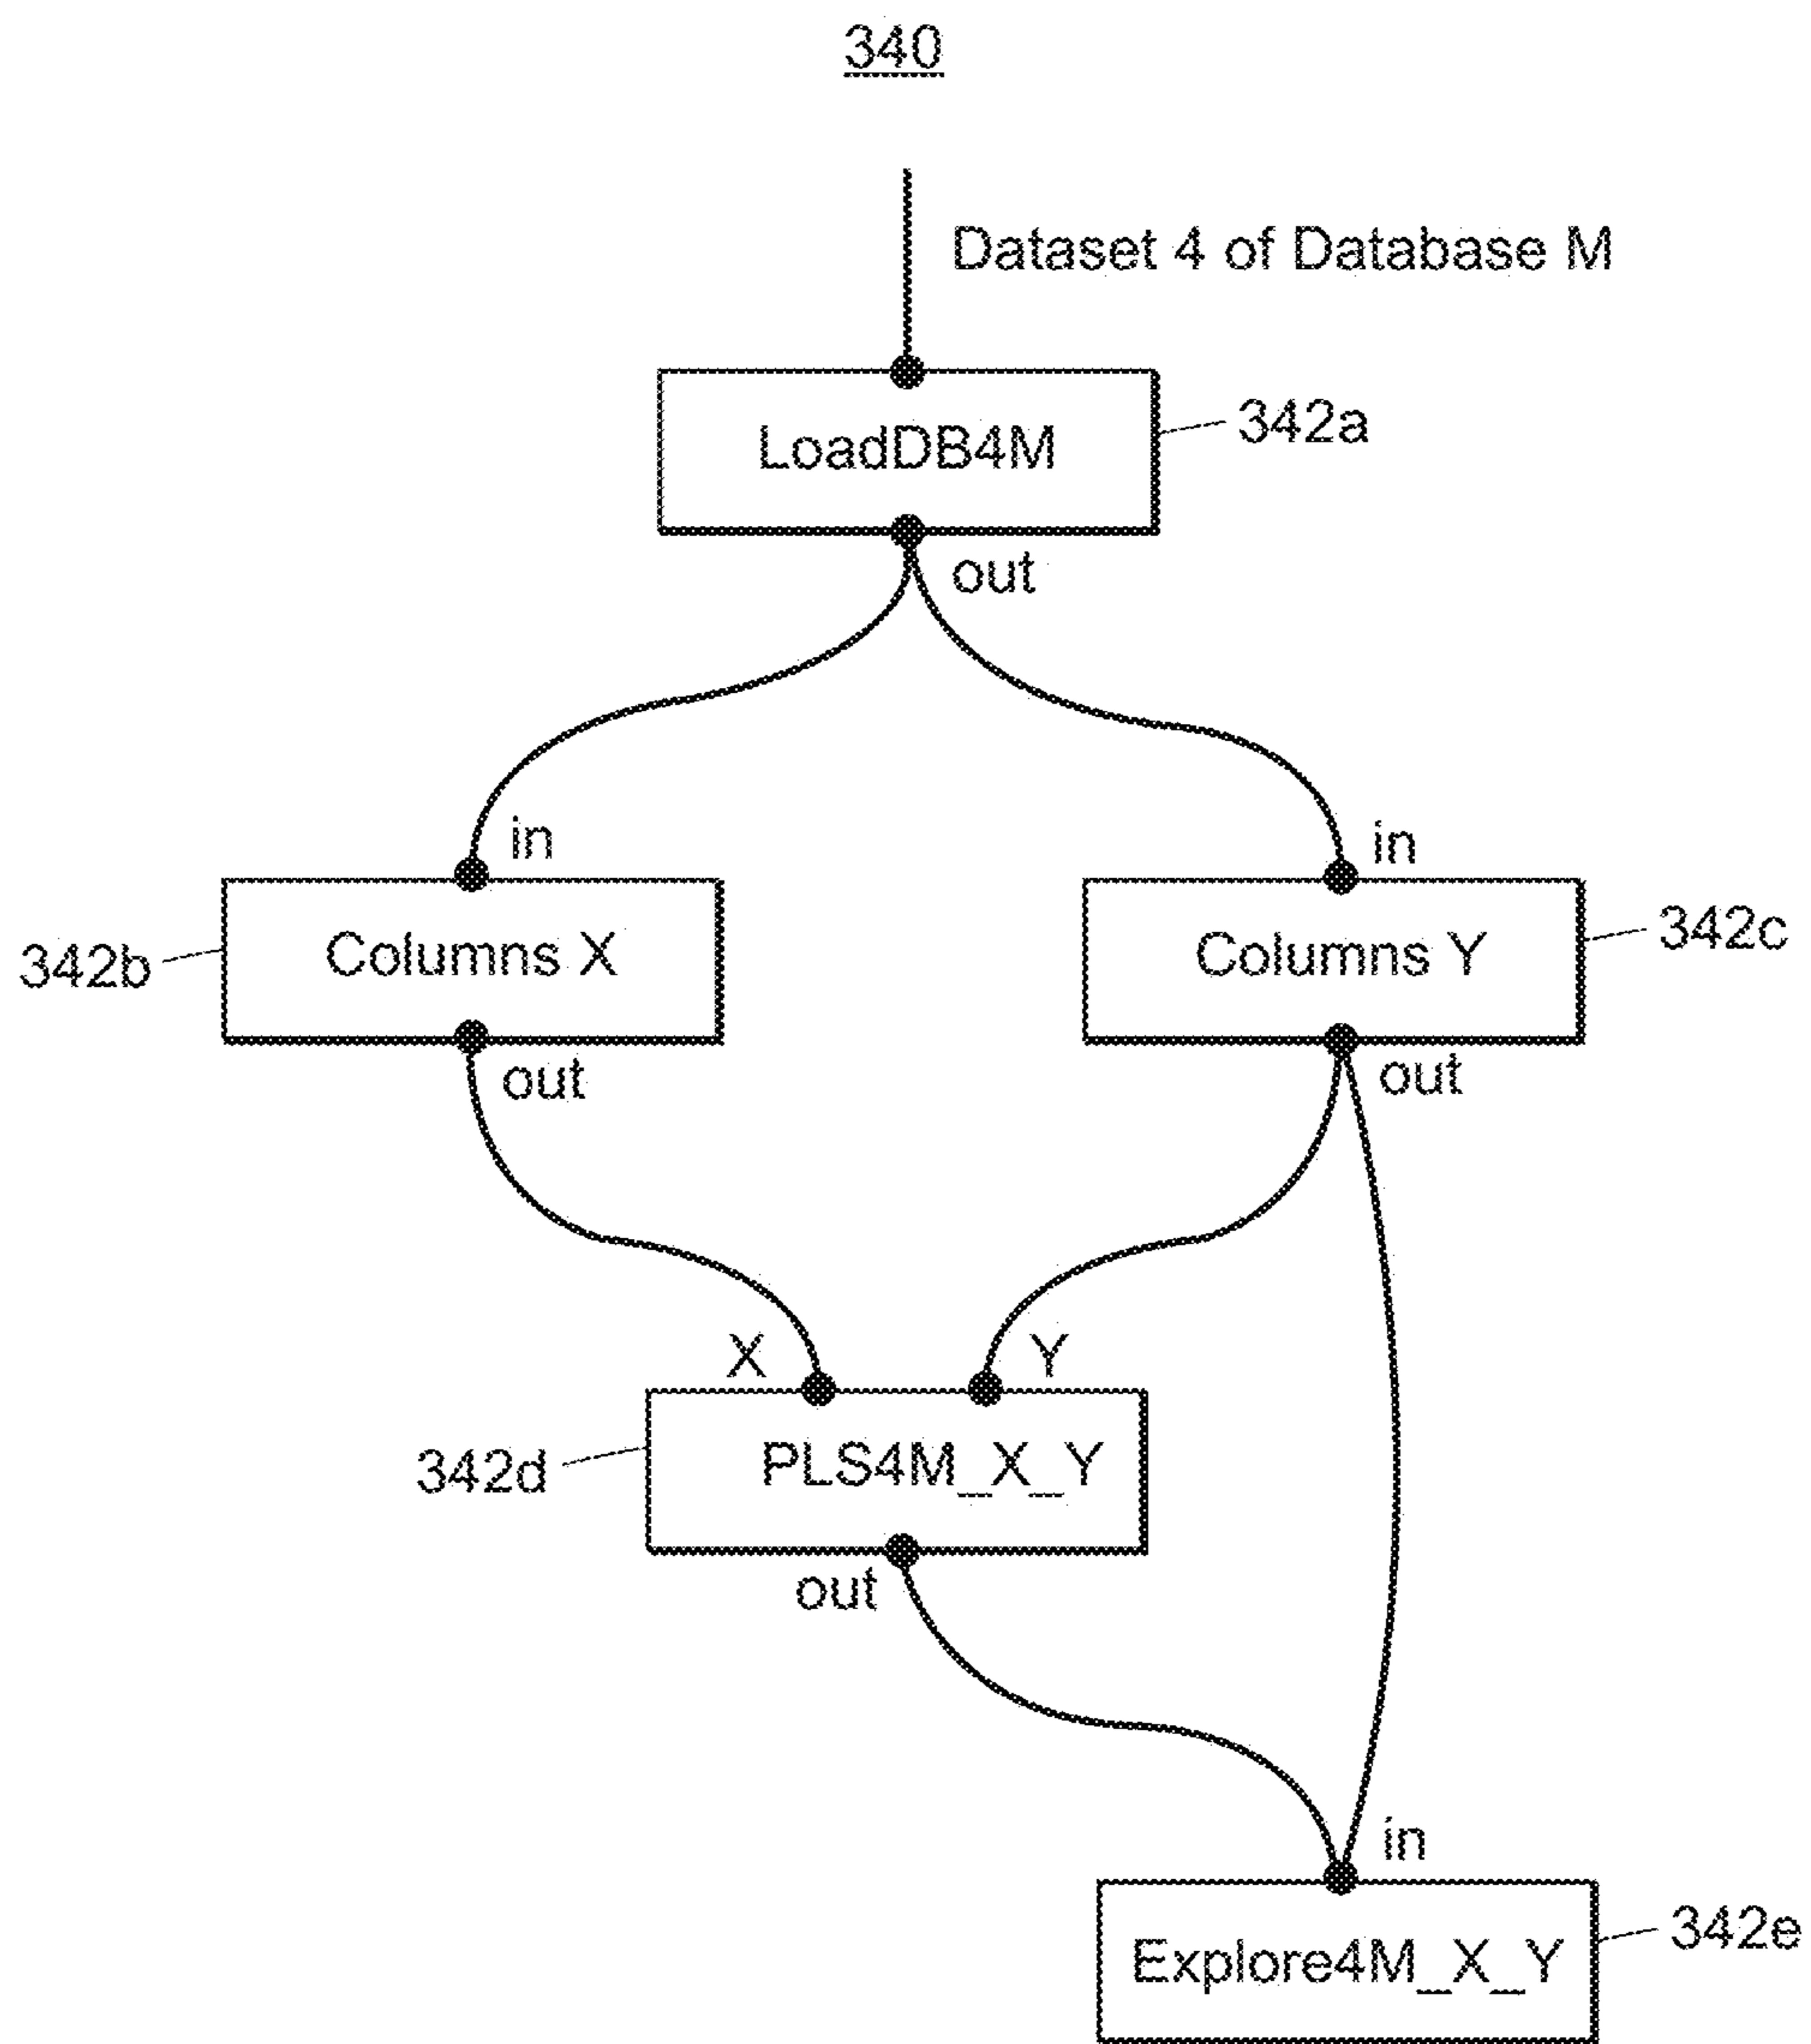 340
Dataset 4 of Database M
LoadDB4M
342a
out
in
in
Columns X
Columns Y
342b
342c
out
out
X
Y
PLS4M_X_Y
342d
out
in
Explore4M_X_Y
342e